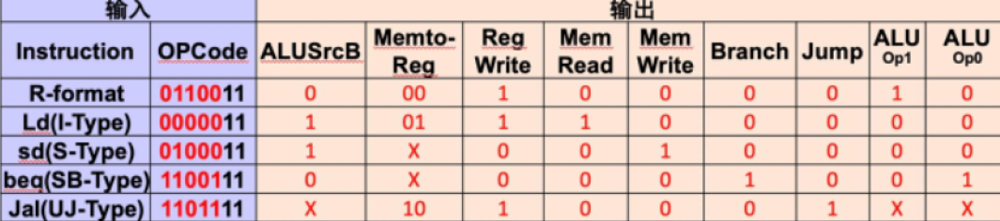 输入 输出
Instruction OPCode ALUSrcB Memto-Reg Reg Write Mem Read Mem Write Branch Jump ALU Op1 ALU Op0
R-format 0110011 0 00 1 0 0 0 0 1 0
Ld(I-Type) 0000011 1 01 1 1 0 0 0 0 0
sd(S-Type) 0100011 1 X 0 0 1 0 0 0 0
beq(SB-Type) 1100111 0 X 0 0 0 1 0 0 1
Jal(UJ-Type) 1101111 X 10 1 0 0 0 1 X X